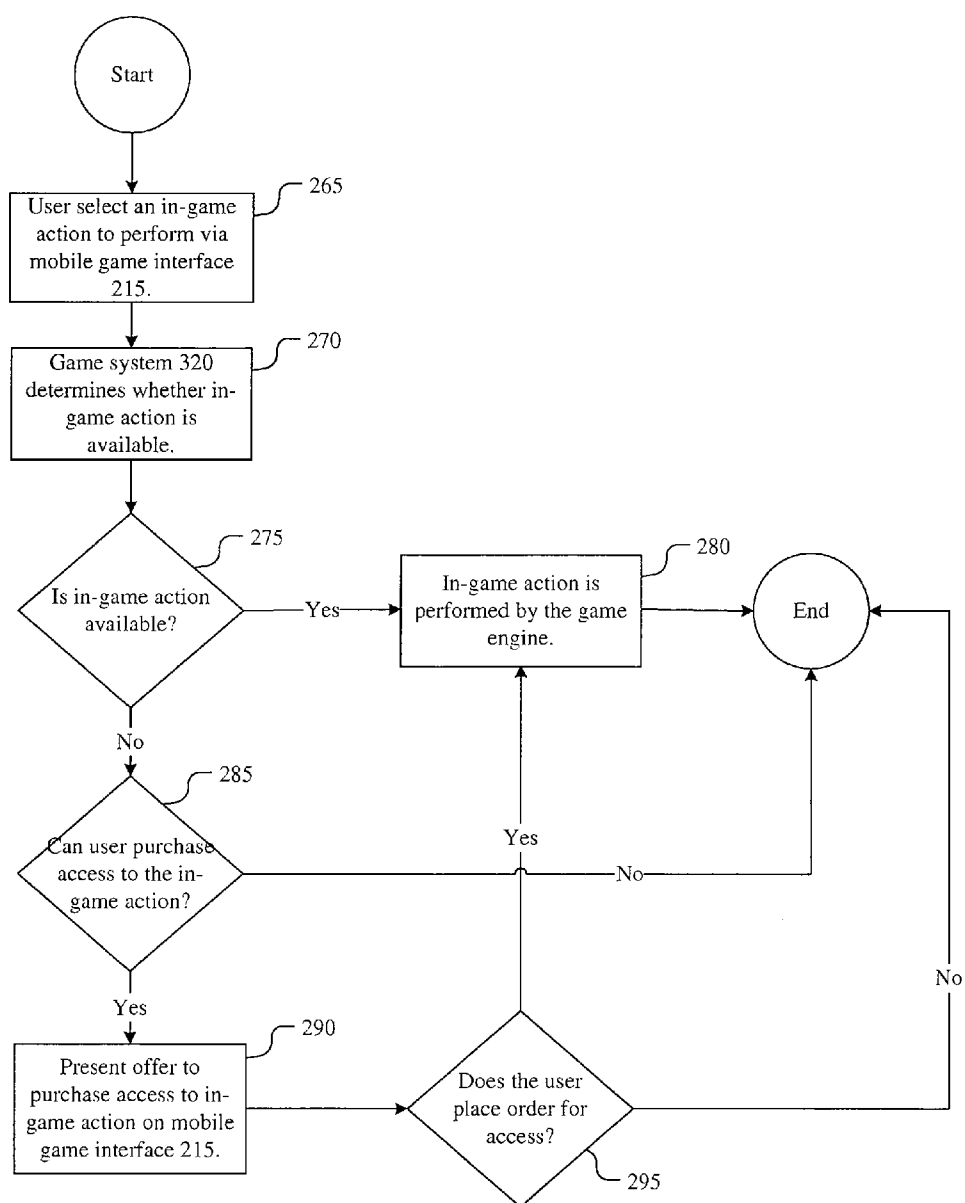 Start
265
User select an in-game
action to perform via
mobile game interface
215.
270
Game system 320
determines whether in-
game action is
available.
275
Is in-game action
available?
Yes
280
In-game action is
performed by the game
engine.
End
No
285
Can user purchase
access to the in-
game action?
No
Yes
Yes
290
Present offer to
purchase access to in-
game action on mobile
game interface 215.
Does the user
place order for
access?
295
No